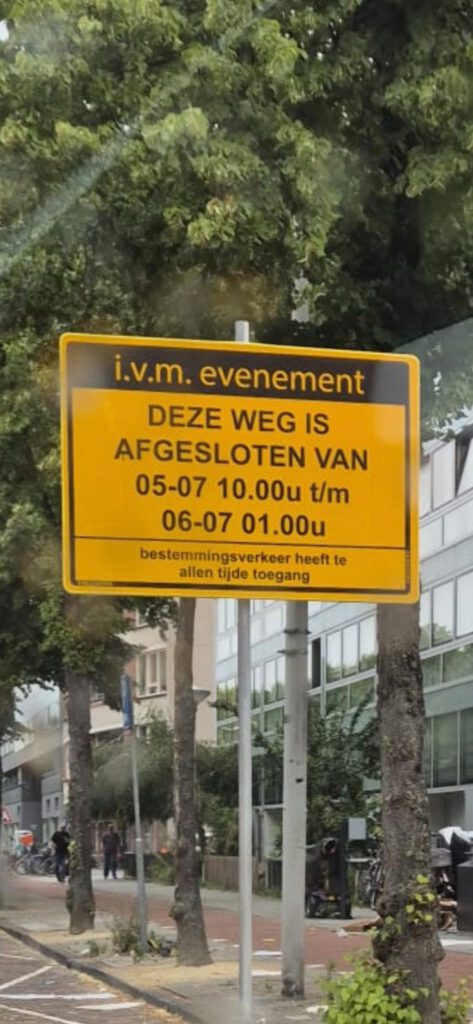 i.v.m. evenement
DEZE WEG IS
AFGESLOTEN VAN
05-07 10.00u t/m
06-07 01.00u
bestemmingsverkeer heeft te
allen tijde toegang